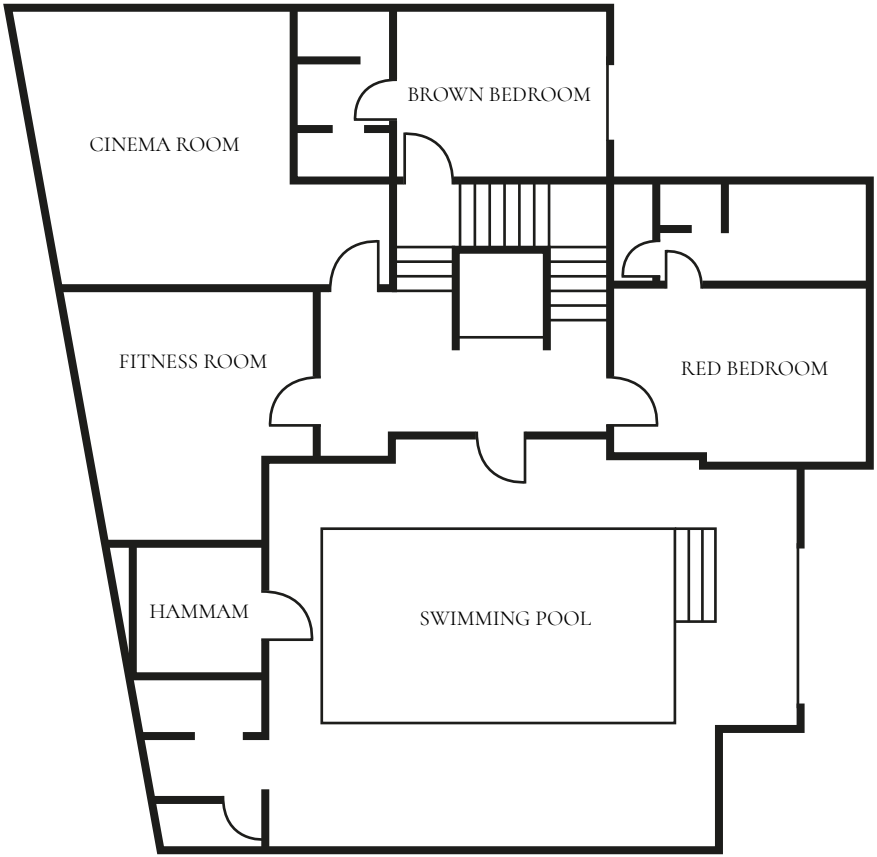 BROWN BEDROOM
CINEMA ROOM
FITNESS ROOM
RED BEDROOM
HAMMAM
SWIMMING POOL